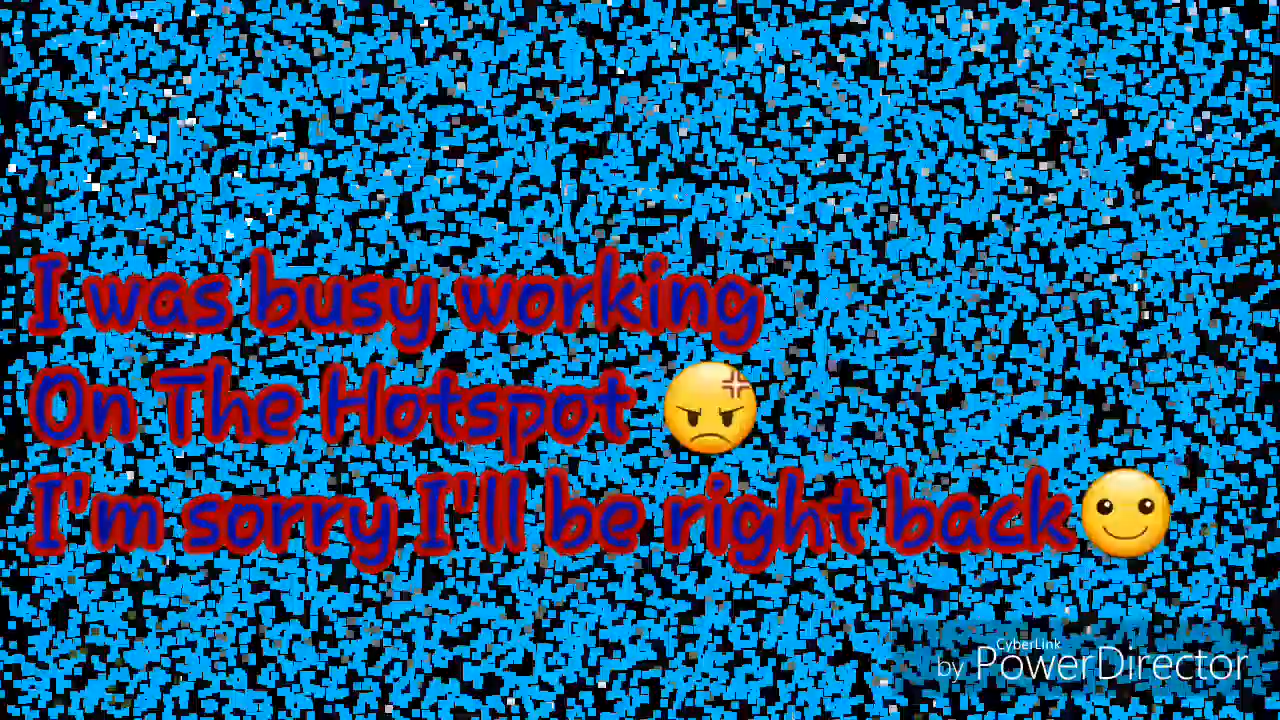 I was busy working
On The Hotspot 😡
I'm sorry I'll be right back🙂
CyberLink
by PowerDirector